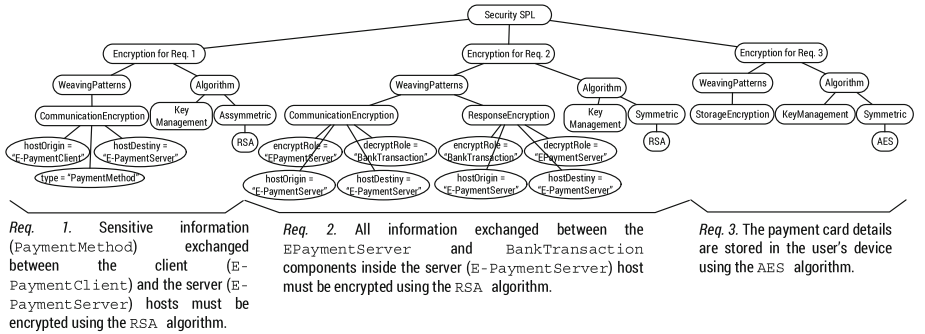 Security SPL
Encryption for Req. 1
Encryption for Req. 2
Encryption for Req. 3
WeavingPatterns
Algorithm
WeavingPatterns
Algorithm
WeavingPatterns
Algorithm
CommunicationEncryption
Key
Management
Assymmetric
CommunicationEncryption
ResponseEncryption
Key
Management
Symmetric
StorageEncryption
KeyManagement
Symmetric
hostOrigin =
"E-PaymentClient"
hostDestiny =
"E-PaymentServer"
type = "PaymentMethod"
RSA
encryptRole =
"EPaymentServer"
decryptRole=
"BankTransaction"
encryptRole =
"BankTransaction"
decryptRole =
"EPaymentServer"
RSA
AES
hostOrigin =
"E-PaymentServer"
hostDestiny =
"E-PaymentServer"
hostOrigin =
"E-PaymentServer"
hostDestiny =
"E-PaymentServer"
Req. 1. Sensitive information
(PaymentMethod) exchanged
between the client (E-
PaymentClient) and the server (E-
PaymentServer) hosts must be
encrypted using the RSA algorithm.
Req. 2. All information exchanged between the
EPaymentServer and BankTransaction
components inside the server (E-PaymentServer) host
must be encrypted using the RSA algorithm.
Req. 3. The payment card details
are stored in the user's device
using the AES algorithm.